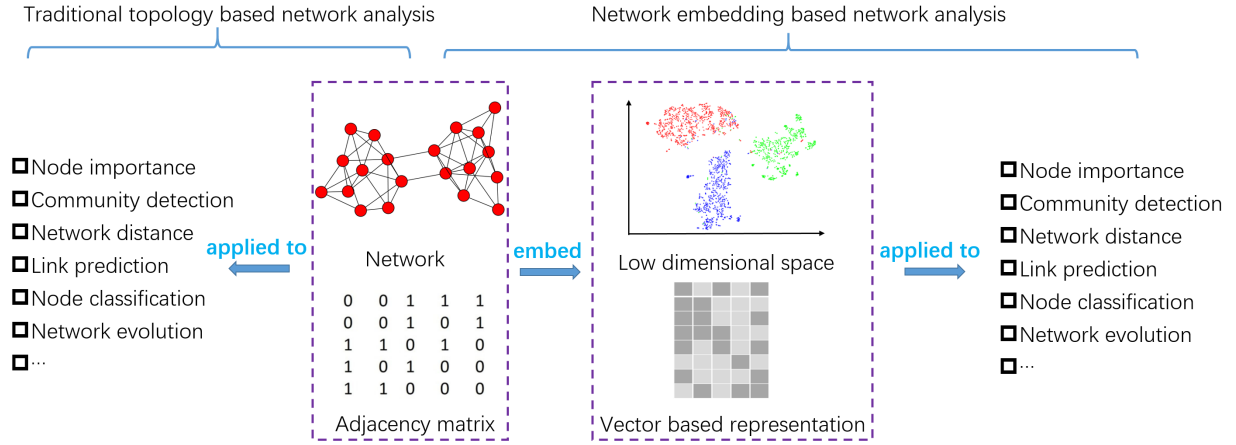 Traditional topology based network analysis
Network embedding based network analysis
Node importance
Community detection
Network distance
Link prediction
Node classification
Network evolution
...
applied to
Network
0 0 1 1 1
0 0 1 0 1
1 1 0 1 0
1 0 1 0 0
1 1 0 0 0
Adjacency matrix
embed
Low dimensional space
Vector based representation
applied to
Node importance
Community detection
Network distance
Link prediction
Node classification
Network evolution
...